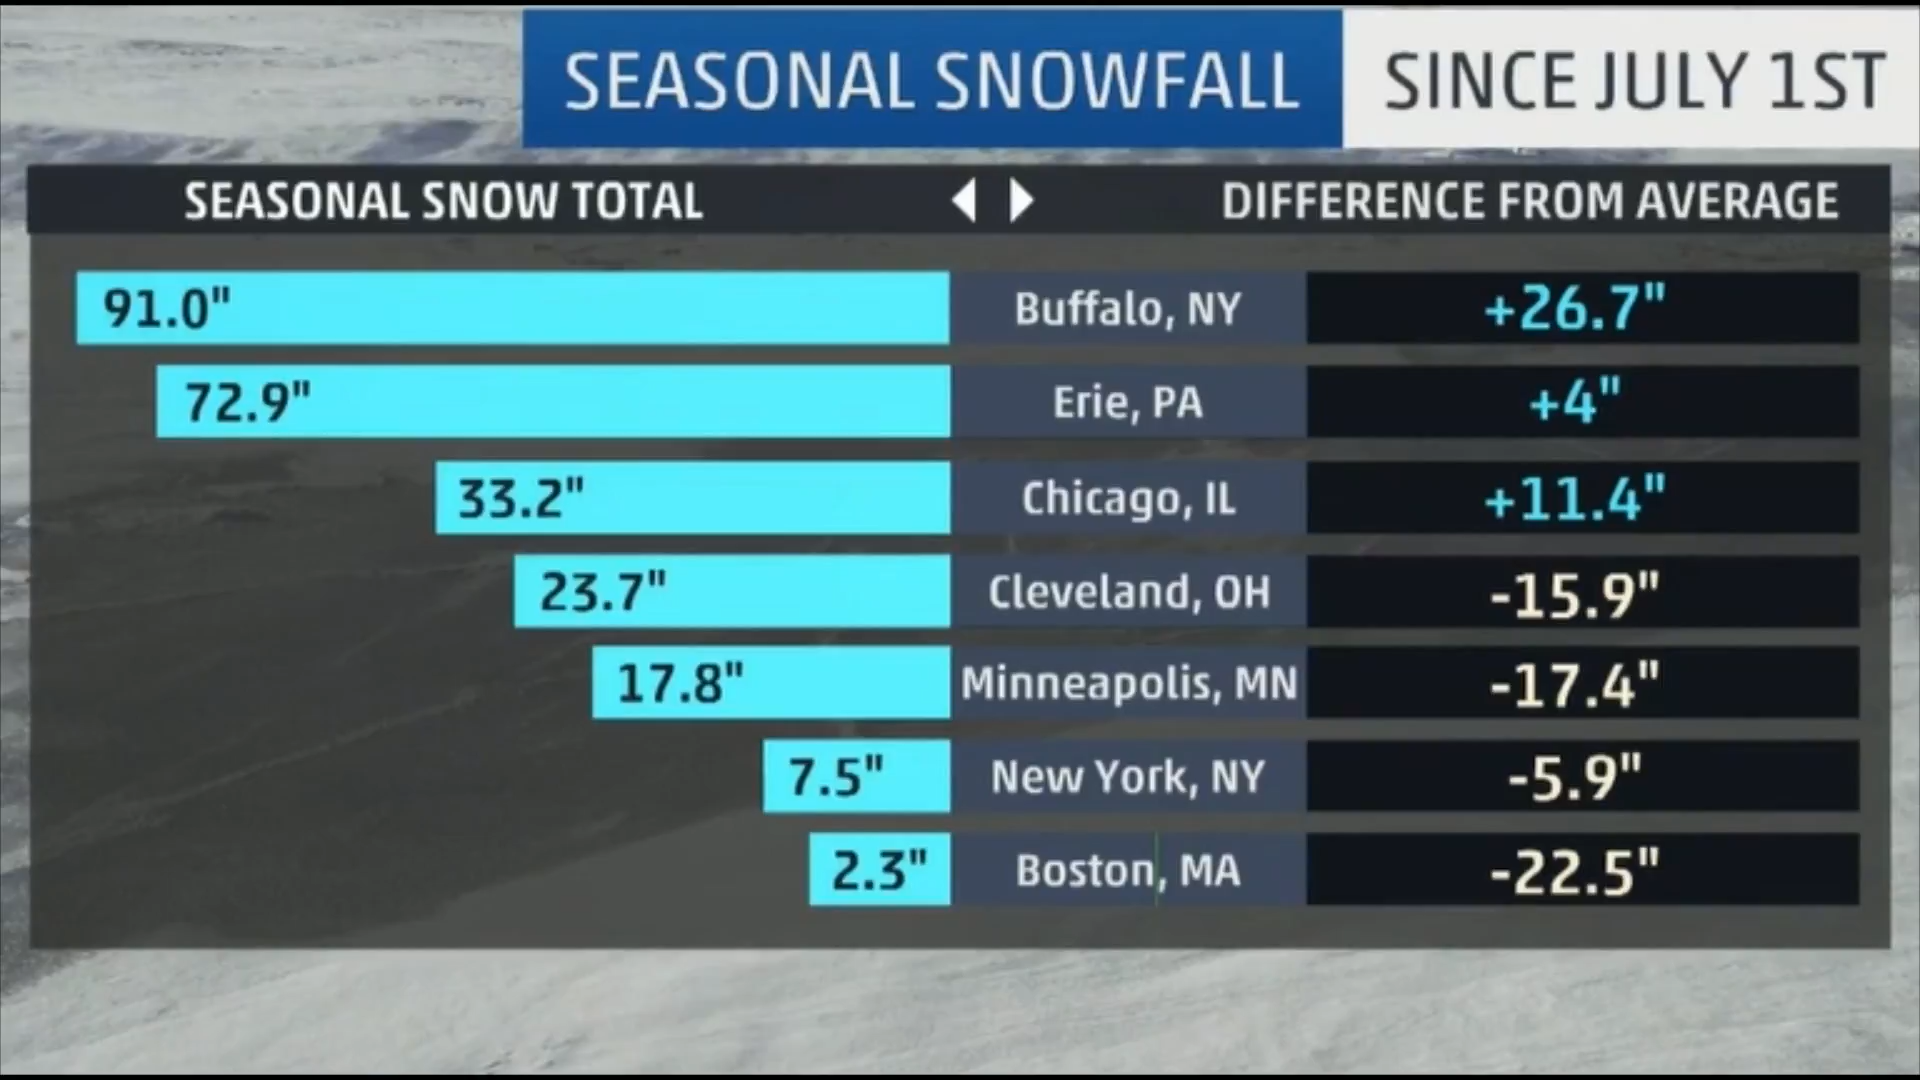 SEASONAL SNOWFALL SINCE JULY 1ST
SEASONAL SNOW TOTAL DIFFERENCE FROM AVERAGE
91.0" Buffalo, NY +26.7"
72.9" Erie, PA +4"
33.2" Chicago, IL +11.4"
23.7" Cleveland, OH -15.9"
17.8" Minneapolis, MN -17.4"
7.5" New York, NY -5.9"
2.3" Boston, MA -22.5"